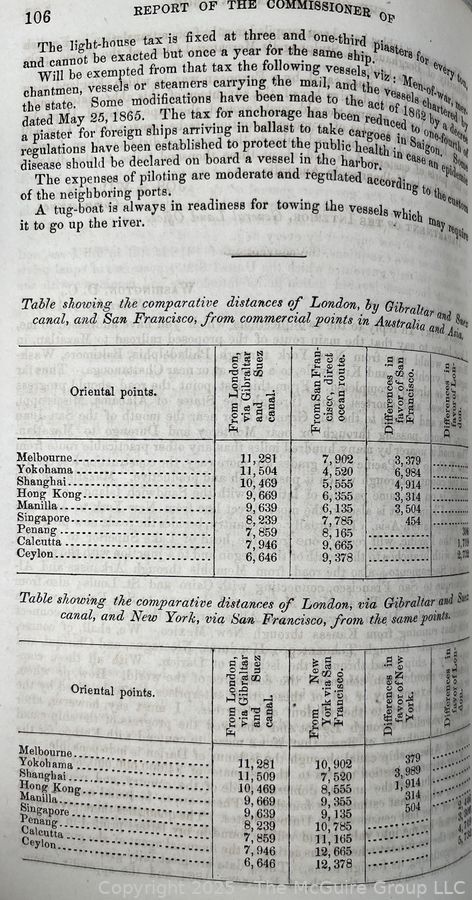 106 REPORT OF THE COMMISSIONER OF
The light-house tax is fixed at three and one-third piasters for every ton,
and cannot be exacted but once a year for the same ship.
Will be exempted from that tax the following vessels, viz: Men-of-war, mer-
chantmen, vessels or steamers carrying the mail, and the vessels chartered by
the state. Some modifications have been made to the act of 1862 by a decree
dated May 25, 1865. The tax for anchorage has been reduced to one-fourth of
a piaster for foreign ships arriving in ballast to take cargoes in Saigon. Some
regulations have been established to protect the public health in case an epidemic
disease should be declared on board a vessel in the harbor.
The expenses of piloting are moderate and regulated according to the custom
of the neighboring ports.
A tug-boat is always in readiness for towing the vessels which may require
it to go up the river.
Table showing the comparative distances of London, by Gibraltar and Suez
canal, and San Francisco, from commercial points in Australia and Asia.
Oriental points. From London, via Gibraltar and Suez canal. From San Francisco, direct ocean route. Differences in favor of San Francisco. Differences in favor of London.
Melbourne 11,281 7,902 3,379
Yokohama 11,504 4,520 6,984
Shanghai 10,469 5,555 4,914
Hong Kong 9,669 6,355 3,314
Manilla 9,639 6,135 3,504
Singapore 8,239 7,785 454
Penang 7,859 8,165
Calcutta 7,946 9,665 1,719
Ceylon 6,646 9,378 2,732
Table showing the comparative distances of London, via Gibraltar and Suez
canal, and New York, via San Francisco, from the same points.
Oriental points. From London, via Gibraltar and Suez canal. From New York via San Francisco. Differences in favor of New York. Differences in favor of
Melbourne 11,281 10,902 379
Yokohama 11,509 7,520 3,989
Shanghai 10,469 8,555 1,914
Hong Kong 9,669 9,355 314
Manilla 9,639 9,135 504
Singapore 8,239 10,785
Penang 7,859 11,165
Calcutta 7,946 12,665
Ceylon 6,646 12,378
Copyright 2025 - The McGuire Group LLC